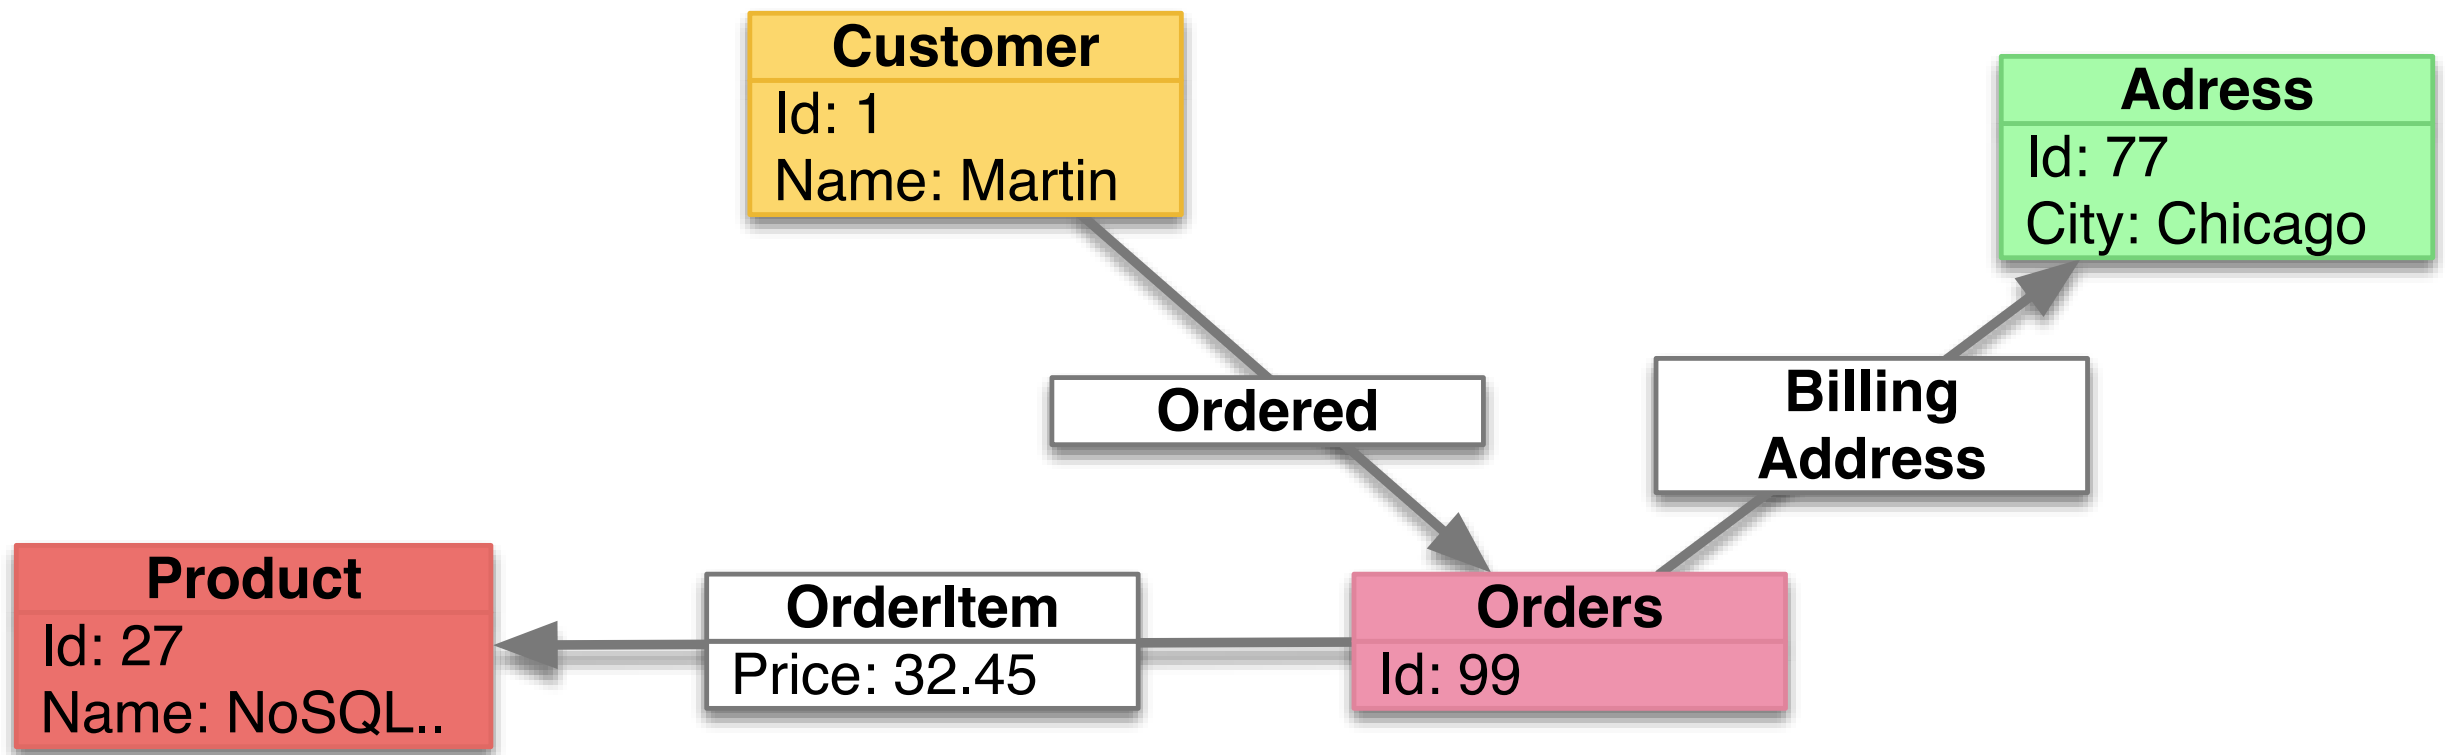 Customer
Id: 1
Name: Martin
Adress
Id: 77
City: Chicago
Ordered
Billing
Address
Product
Id: 27
Name: NoSQL..
OrderItem
Price: 32.45
Orders
Id: 99